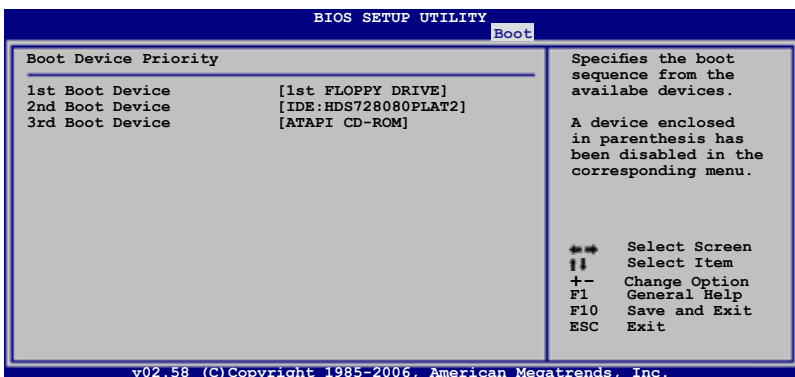 BIOS SETUP UTILITY
Boot
Boot Device Priority
1st Boot Device [1st FLOPPY DRIVE]
2nd Boot Device [IDE:HDS728080PLAT2]
3rd Boot Device [ATAPI CD-ROM]
Specifies the boot
sequence from the
availabe devices.
A device enclosed
in parenthesis has
been disabled in the
corresponding menu.
Select Screen
Select Item
+- Change Option
F1 General Help
F10 Save and Exit
ESC Exit
v02.58 (C)Copyright 1985-2006, American Megatrends, Inc.